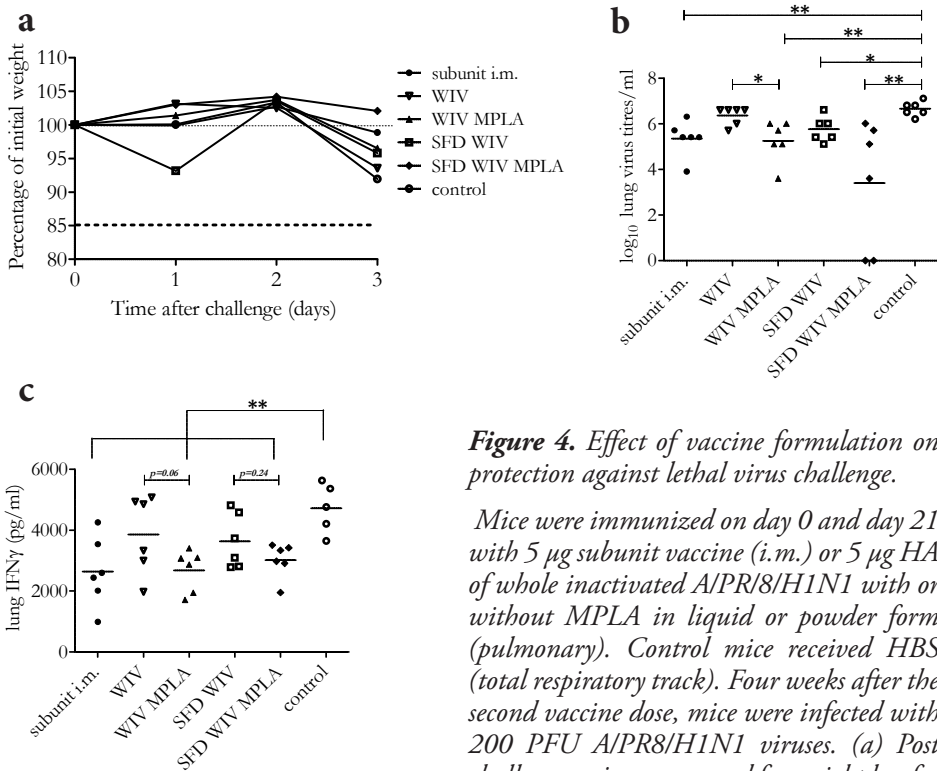 a
Percentage of initial weight
110
105
100
95
90
85
80
0 1 2 3
Time after challenge (days)
subunit i.m.
WIV
WIV MPLA
SFD WIV
SFD WIV MPLA
control
b
**
**
*
* **
log10 lung virus titres/ml
8
6
4
2
0
subunit i.m.
WIV
WIV MPLA
SFD WIV
SFD WIV MPLA
control
c
**
lung IFNγ (pg/ml)
6000
4000
2000
0
p=0.06 p=0.24
subunit i.m.
WIV
WIV MPLA
SFD WIV
SFD WIV MPLA
control
Figure 4. Effect of vaccine formulation on
protection against lethal virus challenge.
Mice were immunized on day 0 and day 21
with 5 μg subunit vaccine (i.m.) or 5 μg HA
of whole inactivated A/PR/8/H1N1 with or
without MPLA in liquid or powder form
(pulmonary). Control mice received HBS
(total respiratory track). Four weeks after the
second vaccine dose, mice were infected with
200 PFU A/PR8/H1N1 viruses. (a) Post